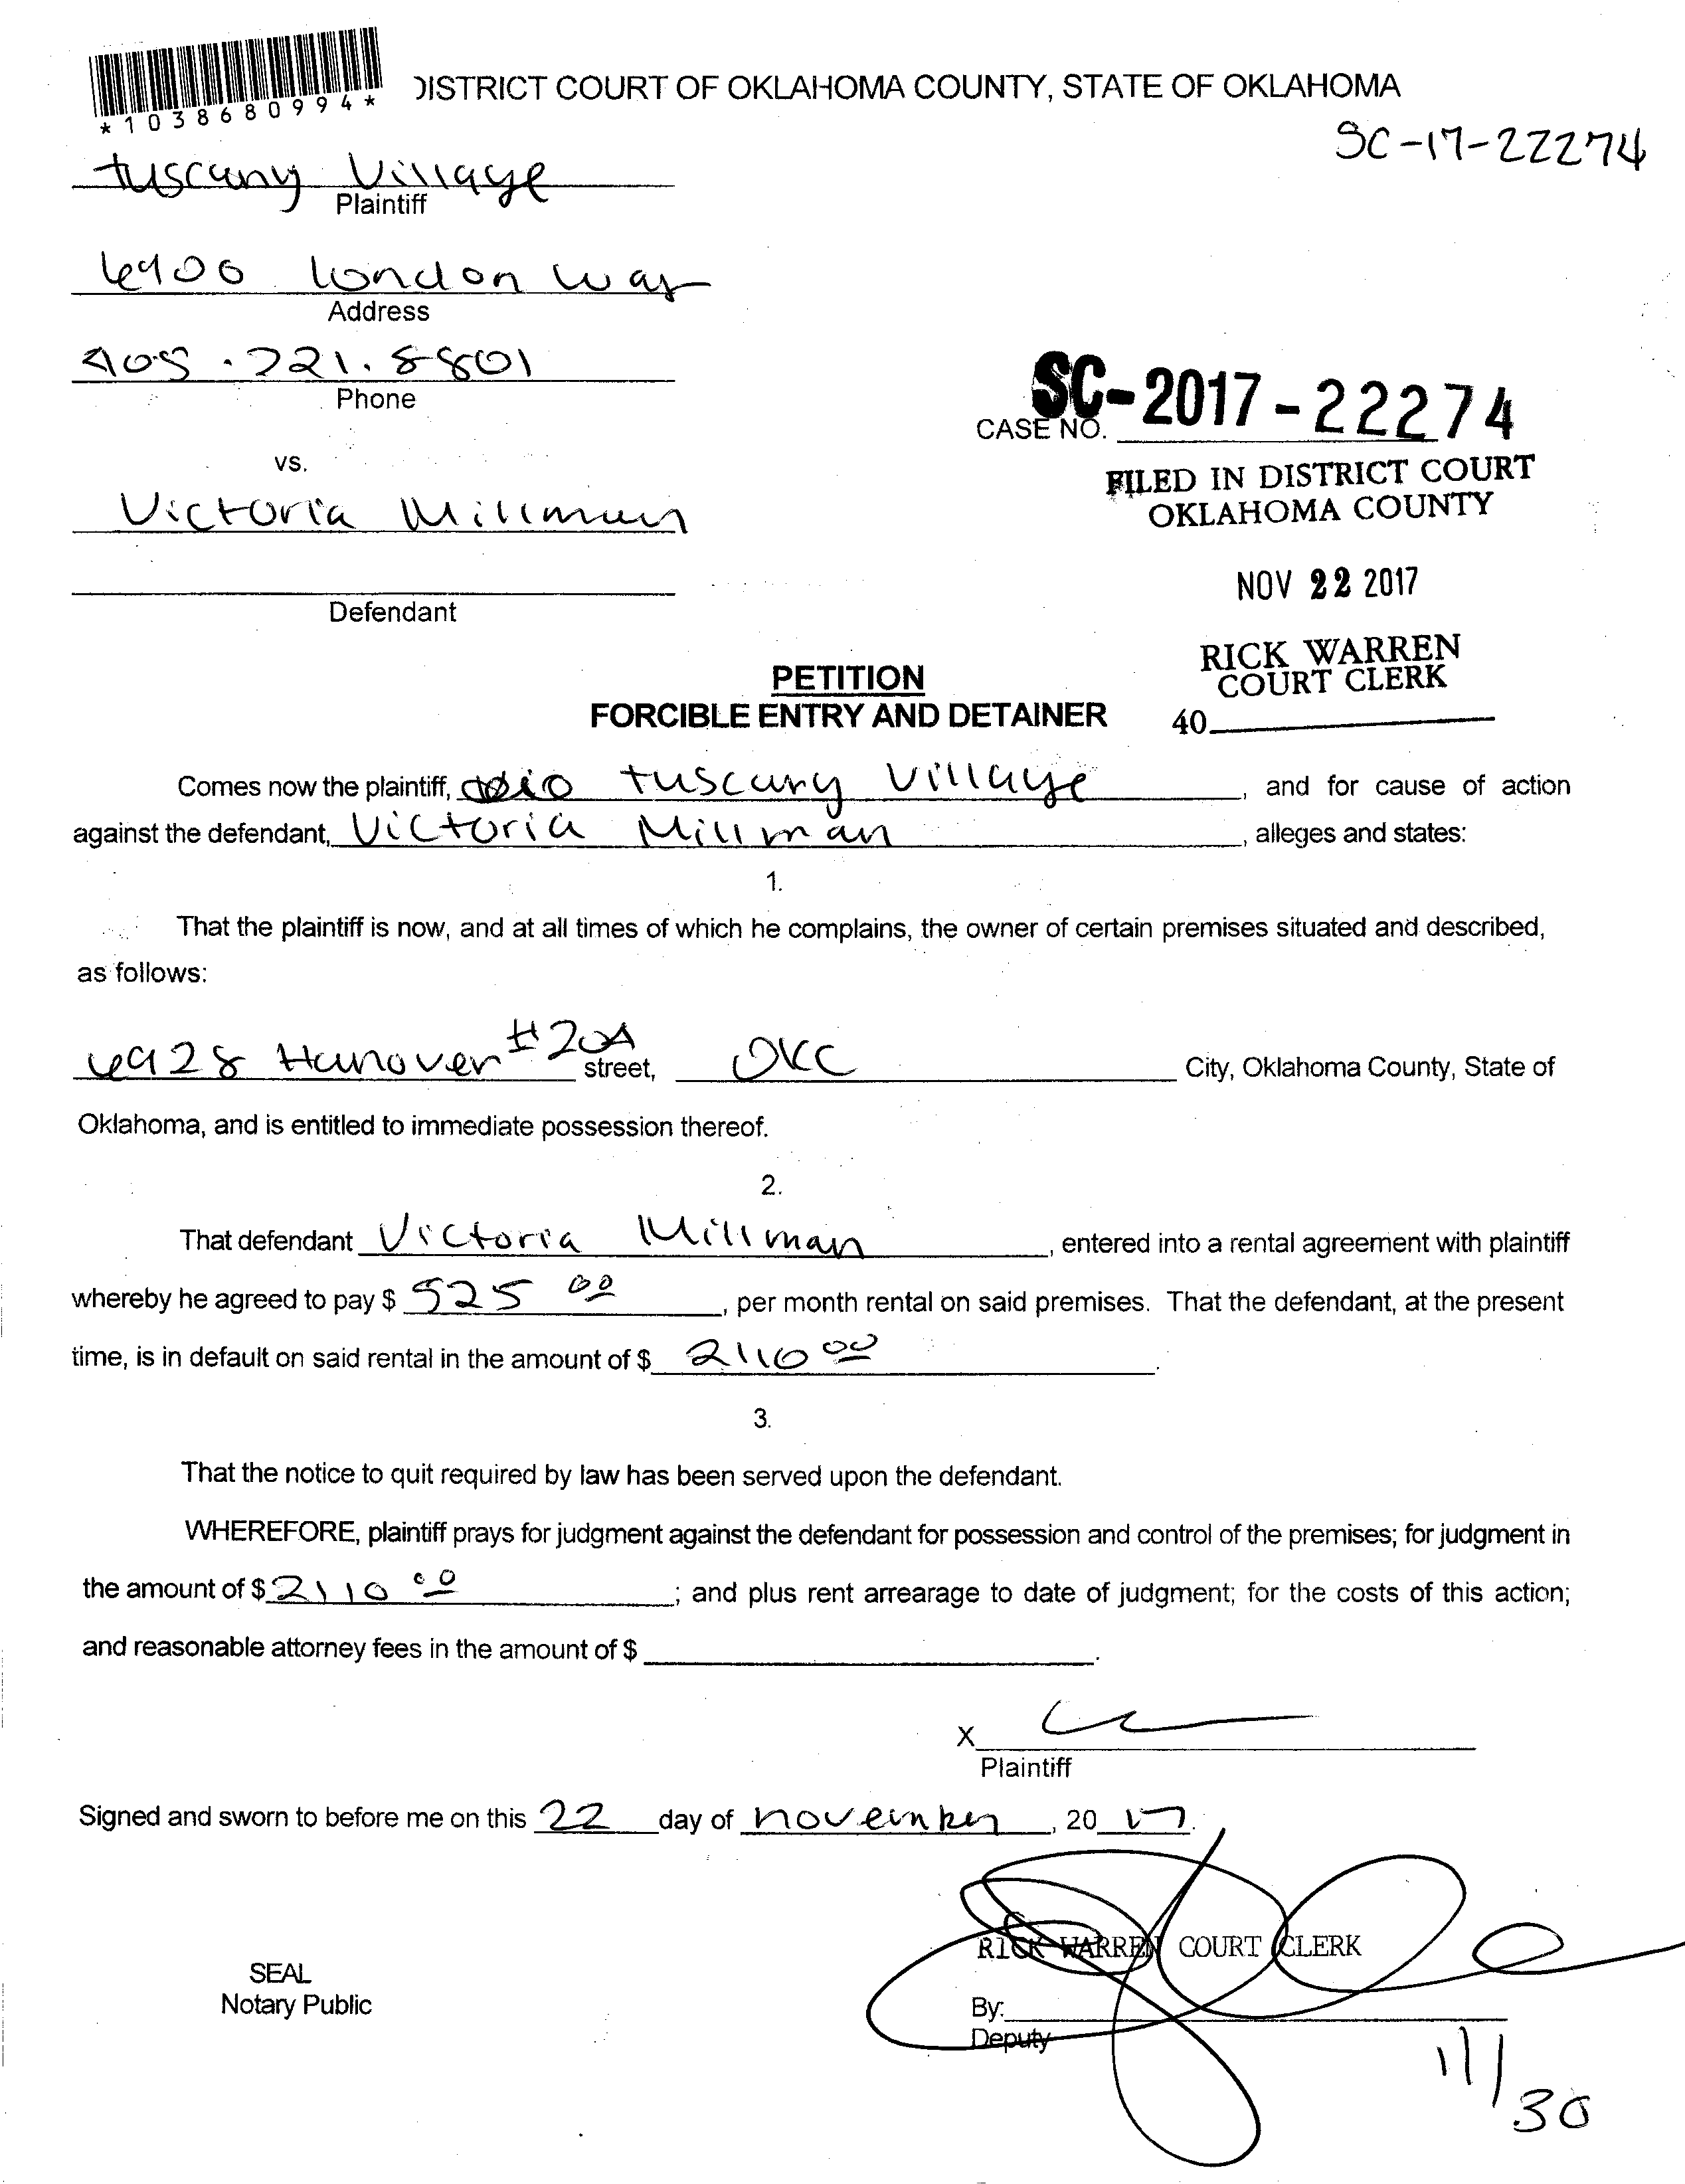 *1038680994*
DISTRICT COURT OF OKLAHOMA COUNTY, STATE OF OKLAHOMA
SC-17-22274
Tuscany Village
Plaintiff
6900 London Way
Address
405.721.8801
Phone
SC-2017-22274
CASE NO.
vs.
FILED IN DISTRICT COURT
OKLAHOMA COUNTY
Victoria Millman
NOV 22 2017
Defendant
RICK WARREN
COURT CLERK
40
PETITION
FORCIBLE ENTRY AND DETAINER
Comes now the plaintiff, Tuscany Village, and for cause of action
against the defendant, Victoria Millman, alleges and states:
1.
That the plaintiff is now, and at all times of which he complains, the owner of certain premises situated and described,
as follows:
6928 Hanover #20A street, OKC City, Oklahoma County, State of
Oklahoma, and is entitled to immediate possession thereof.
2.
That defendant Victoria Millman, entered into a rental agreement with plaintiff
whereby he agreed to pay $ 525 00, per month rental on said premises. That the defendant, at the present
time, is in default on said rental in the amount of $ 2110 00.
3.
That the notice to quit required by law has been served upon the defendant.
WHEREFORE, plaintiff prays for judgment against the defendant for possession and control of the premises; for judgment in
the amount of $ 2110 00; and plus rent arrearage to date of judgment; for the costs of this action;
and reasonable attorney fees in the amount of $ .
X
Plaintiff
Signed and sworn to before me on this 22 day of november, 20 17.
RICK WARREN COURT CLERK
SEAL
Notary Public
By:
Deputy
11/30